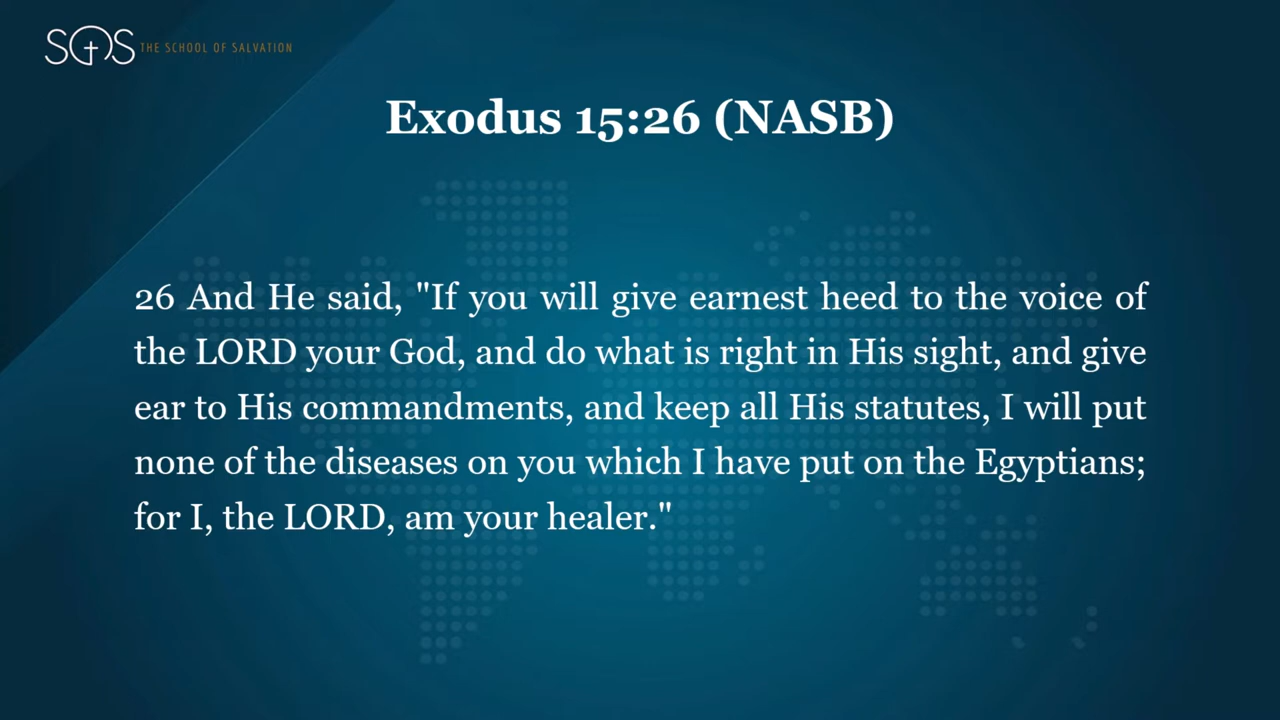 SOS THE SCHOOL OF SALVATION
Exodus 15:26 (NASB)
26 And He said, "If you will give earnest heed to the voice of
the LORD your God, and do what is right in His sight, and give
ear to His commandments, and keep all His statutes, I will put
none of the diseases on you which I have put on the Egyptians;
for I, the LORD, am your healer."